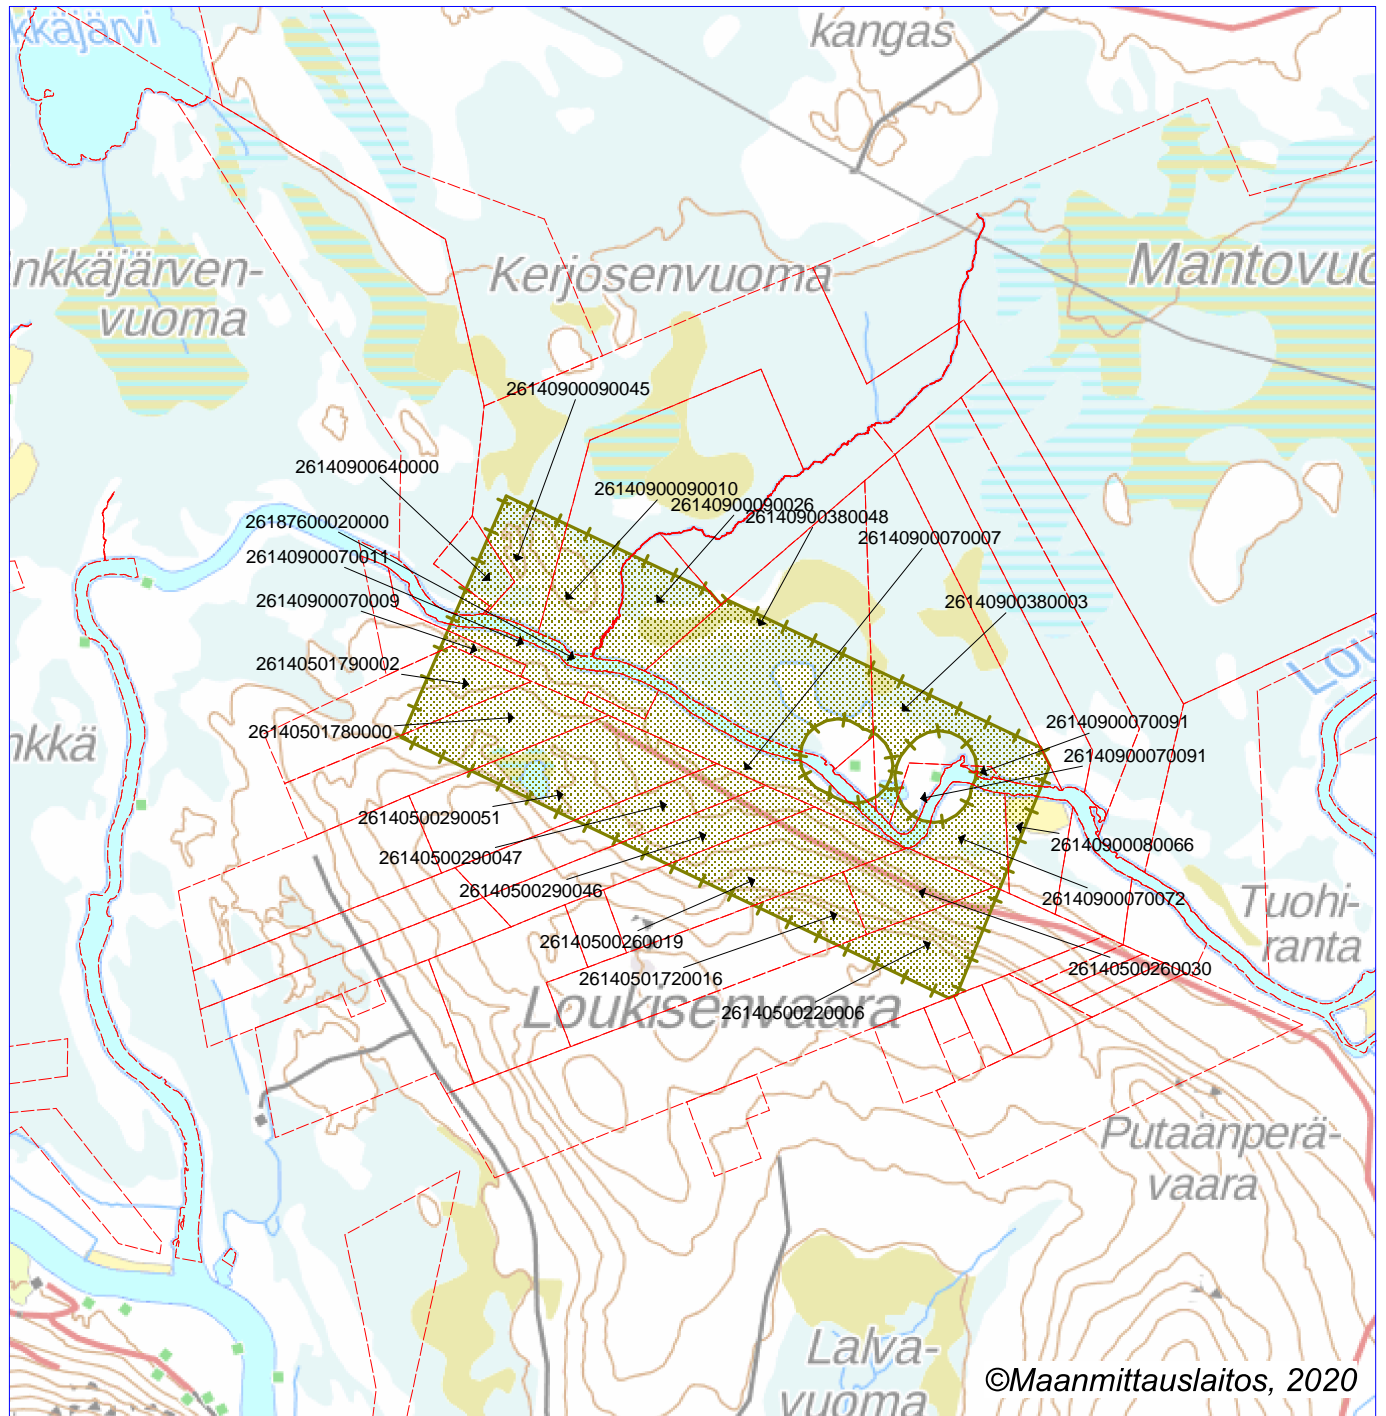 kkäjärvi
kangas
nkkäjärven-
vuoma
Kerjosenvuoma
Mantovuo
26140900090045
26140900640000
26140900090010
26140900090026
26140900380048
26187600020000
26140900070011
26140900070007
26140900070009
26140900380003
26140501790002
Lou
26140501780000
nkkä
26140900070091
26140900070091
26140500290051
26140500290047
26140900080066
26140500290046
26140900070072
Tuohi-
ranta
26140500260019
26140501720016
26140500260030
26140500220006
Loukisenvaara
Putaanperä-
vaara
Lalva-
vuoma
©Maanmittauslaitos, 2020